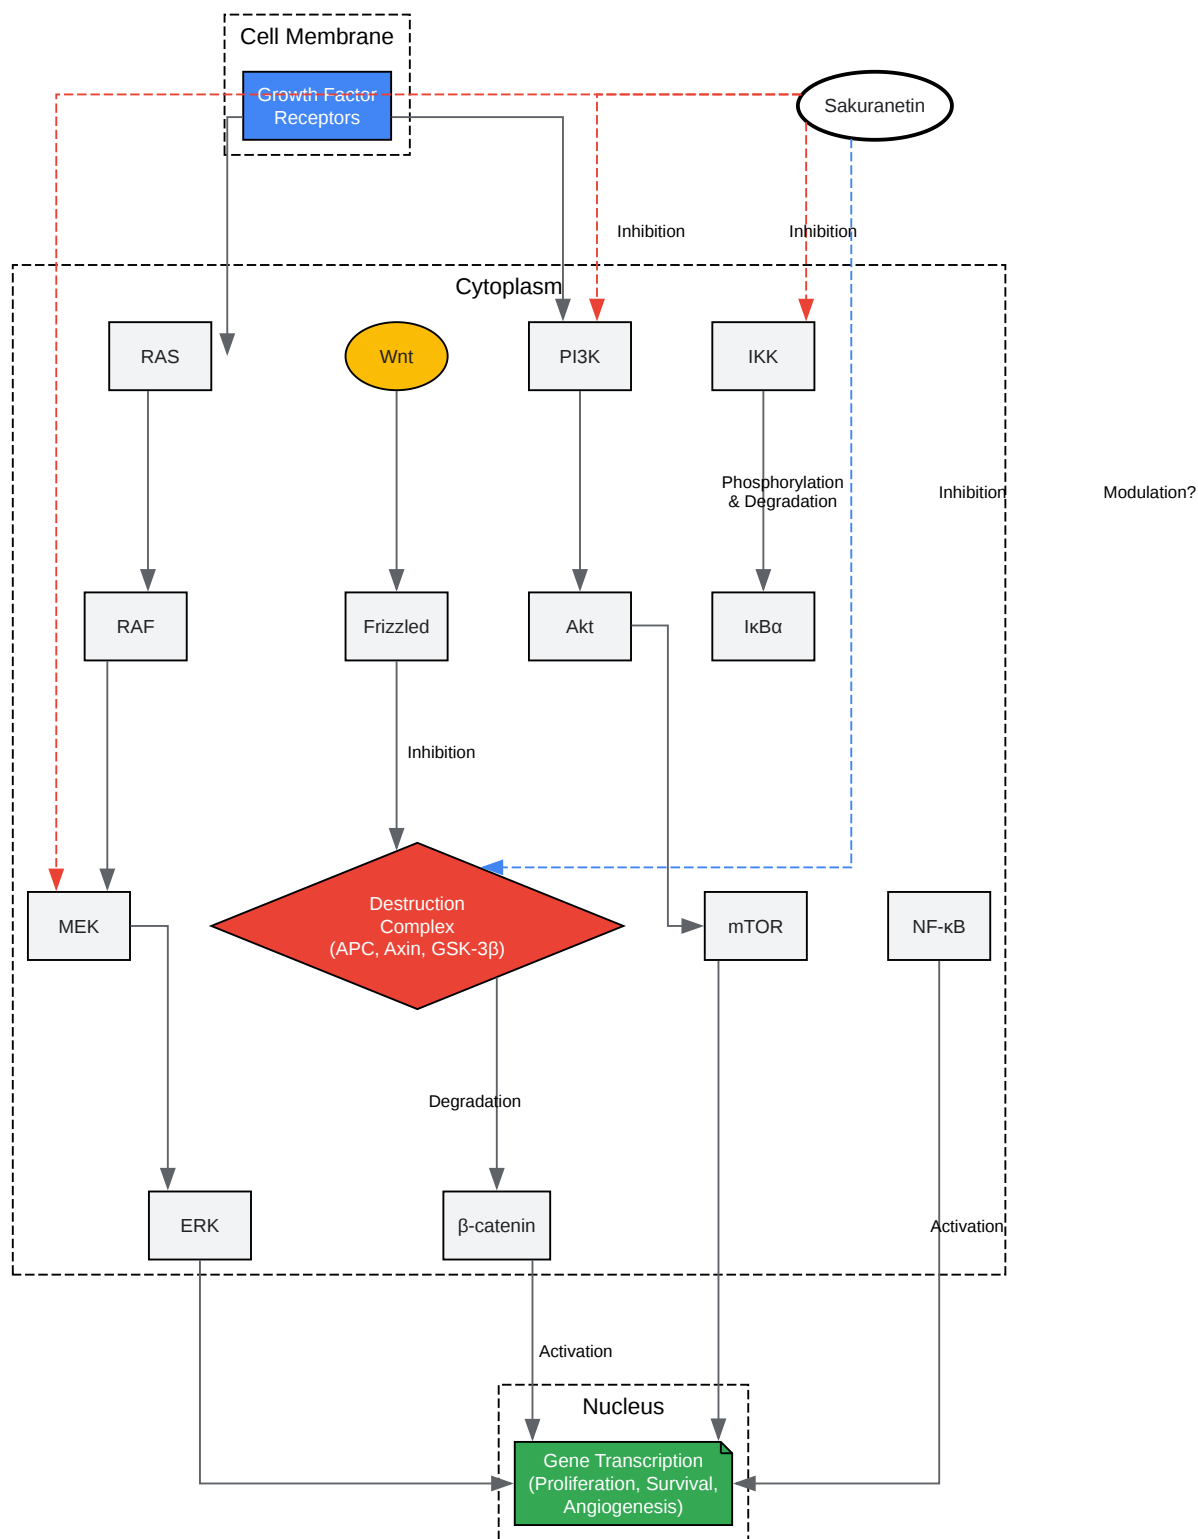 Cell Membrane
Growth Factor
Receptors
Sakuranetin
Inhibition
Inhibition
Cytoplasm
RAS
Wnt
PI3K
IKK
Phosphorylation
& Degradation
Inhibition
Modulation?
RAF
Frizzled
Akt
IκBα
Inhibition
Destruction
Complex
(APC, Axin, GSK-3β)
MEK
mTOR
NF-κB
Degradation
ERK
β-catenin
Activation
Activation
Nucleus
Gene Transcription
(Proliferation, Survival,
Angiogenesis)